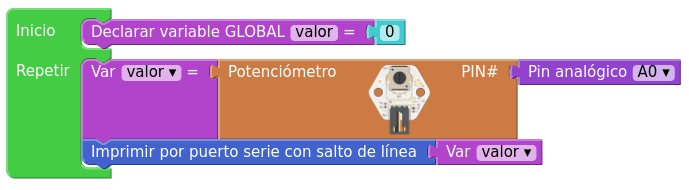 Inicio Declarar variable GLOBAL valor = 0
Repetir Var valor ▾ = Potenciómetro PIN# Pin analógico A0 ▾
Imprimir por puerto serie con salto de línea Var valor ▾